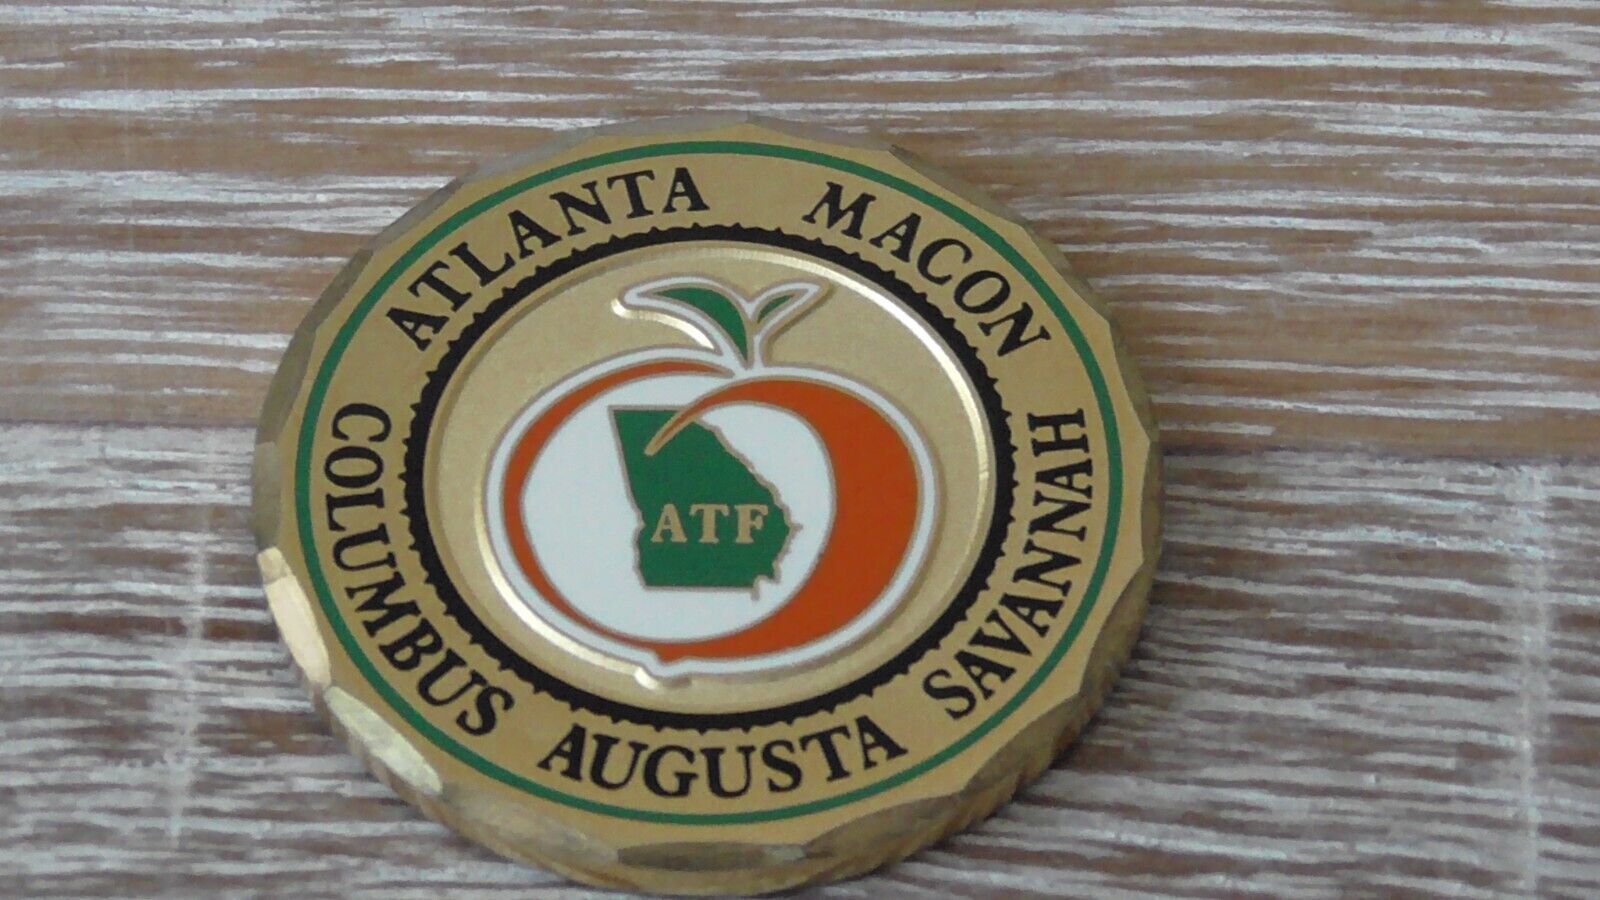 ATLANTA
MACON
SAVANNAH
AUGUSTA
COLUMBUS
ATF